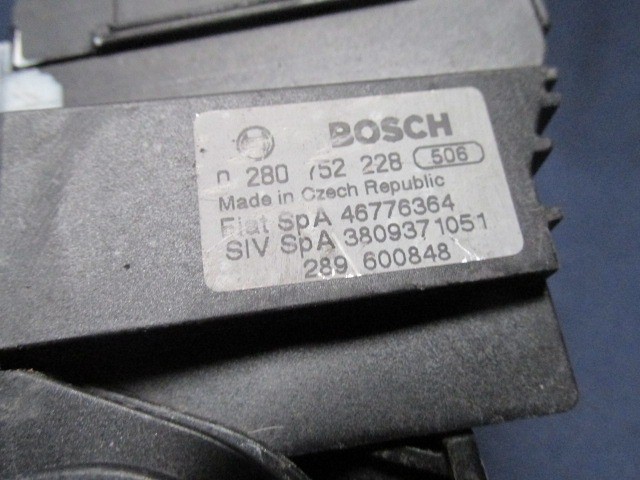 BOSCH
0 280 752 228 506
Made in Czech Republic
Fiat SpA 46776364
SIV SpA 3809371051
289 600848